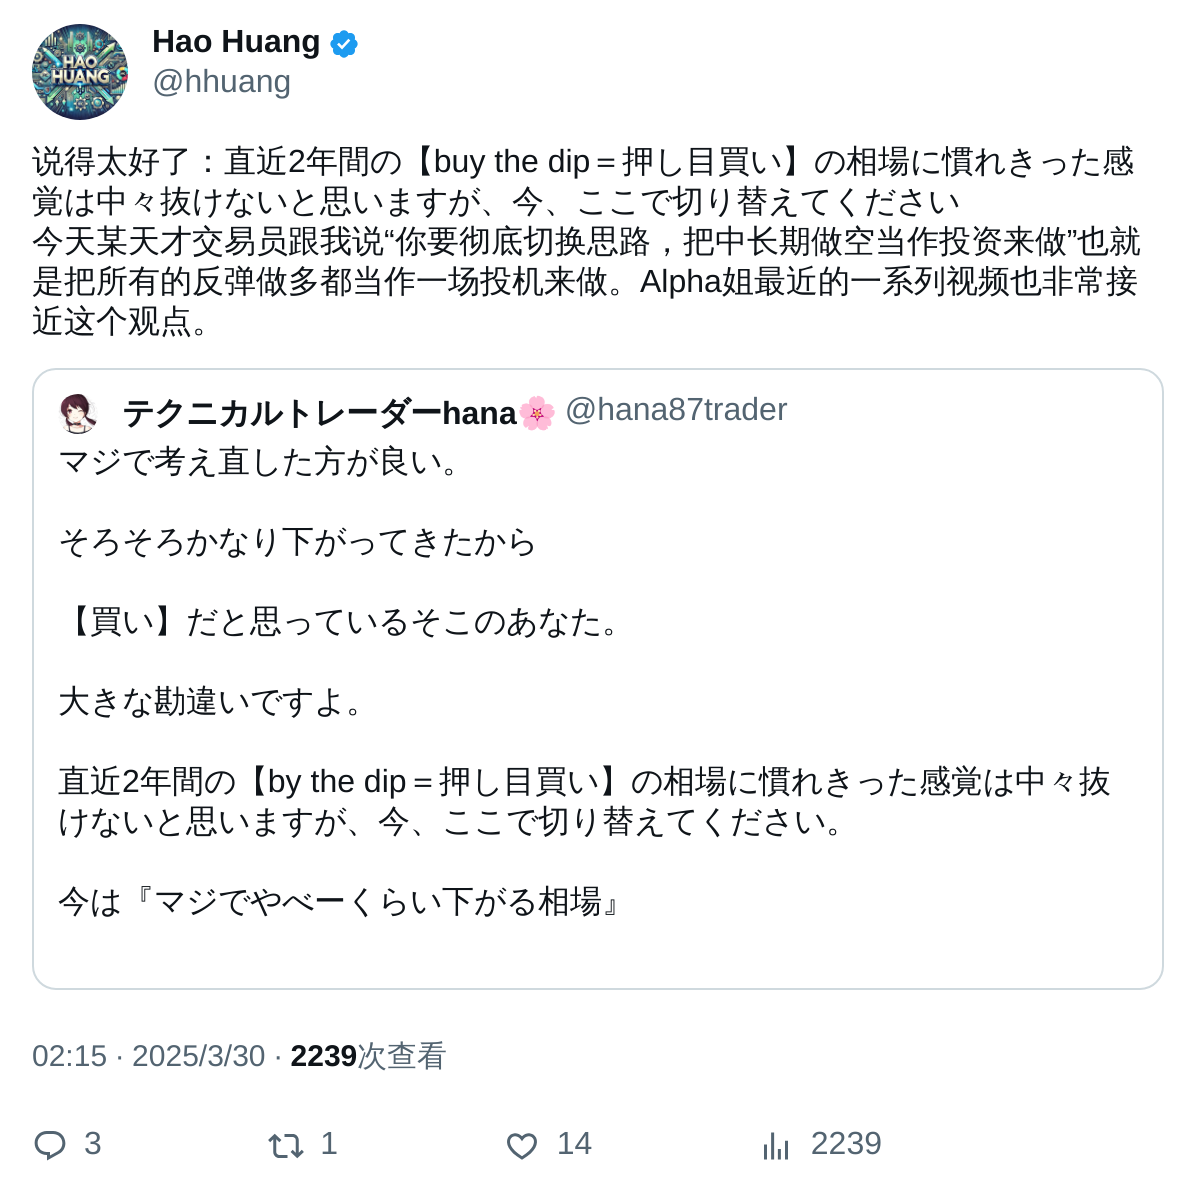 HAO
HUANG
Hao Huang
@hhuang
说得太好了：直近2年間の【buy the dip＝押し目買い】の相場に慣れきった感
覚は中々抜けないと思いますが、今、ここで切り替えてください
今天某天才交易员跟我说“你要彻底切换思路，把中长期做空当作投资来做”也就
是把所有的反弹做多都当作一场投机来做。Alpha姐最近的一系列视频也非常接
近这个观点。
テクニカルトレーダーhana🌸 @hana87trader
マジで考え直した方が良い。
そろそろかなり下がってきたから
【買い】だと思っているそこのあなた。
大きな勘違いですよ。
直近2年間の【by the dip＝押し目買い】の相場に慣れきった感覚は中々抜
けないと思いますが、今、ここで切り替えてください。
今は『マジでやべーくらい下がる相場』
02:15 · 2025/3/30 · 2239次查看
3 1 14 2239